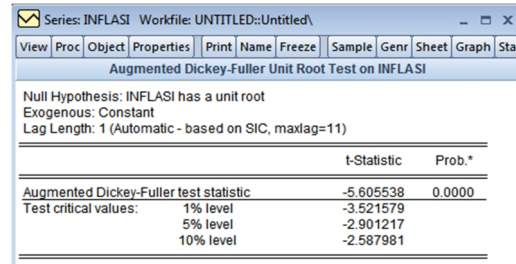 Series: INFLASI Workfile: UNTITLED::Untitled\
View Proc Object Properties Print Name Freeze Sample Genr Sheet Graph Sta
Augmented Dickey-Fuller Unit Root Test on INFLASI
Null Hypothesis: INFLASI has a unit root
Exogenous: Constant
Lag Length: 1 (Automatic - based on SIC, maxlag=11)
t-Statistic Prob.*
Augmented Dickey-Fuller test statistic -5.605538 0.0000
Test critical values: 1% level -3.521579
5% level -2.901217
10% level -2.587981